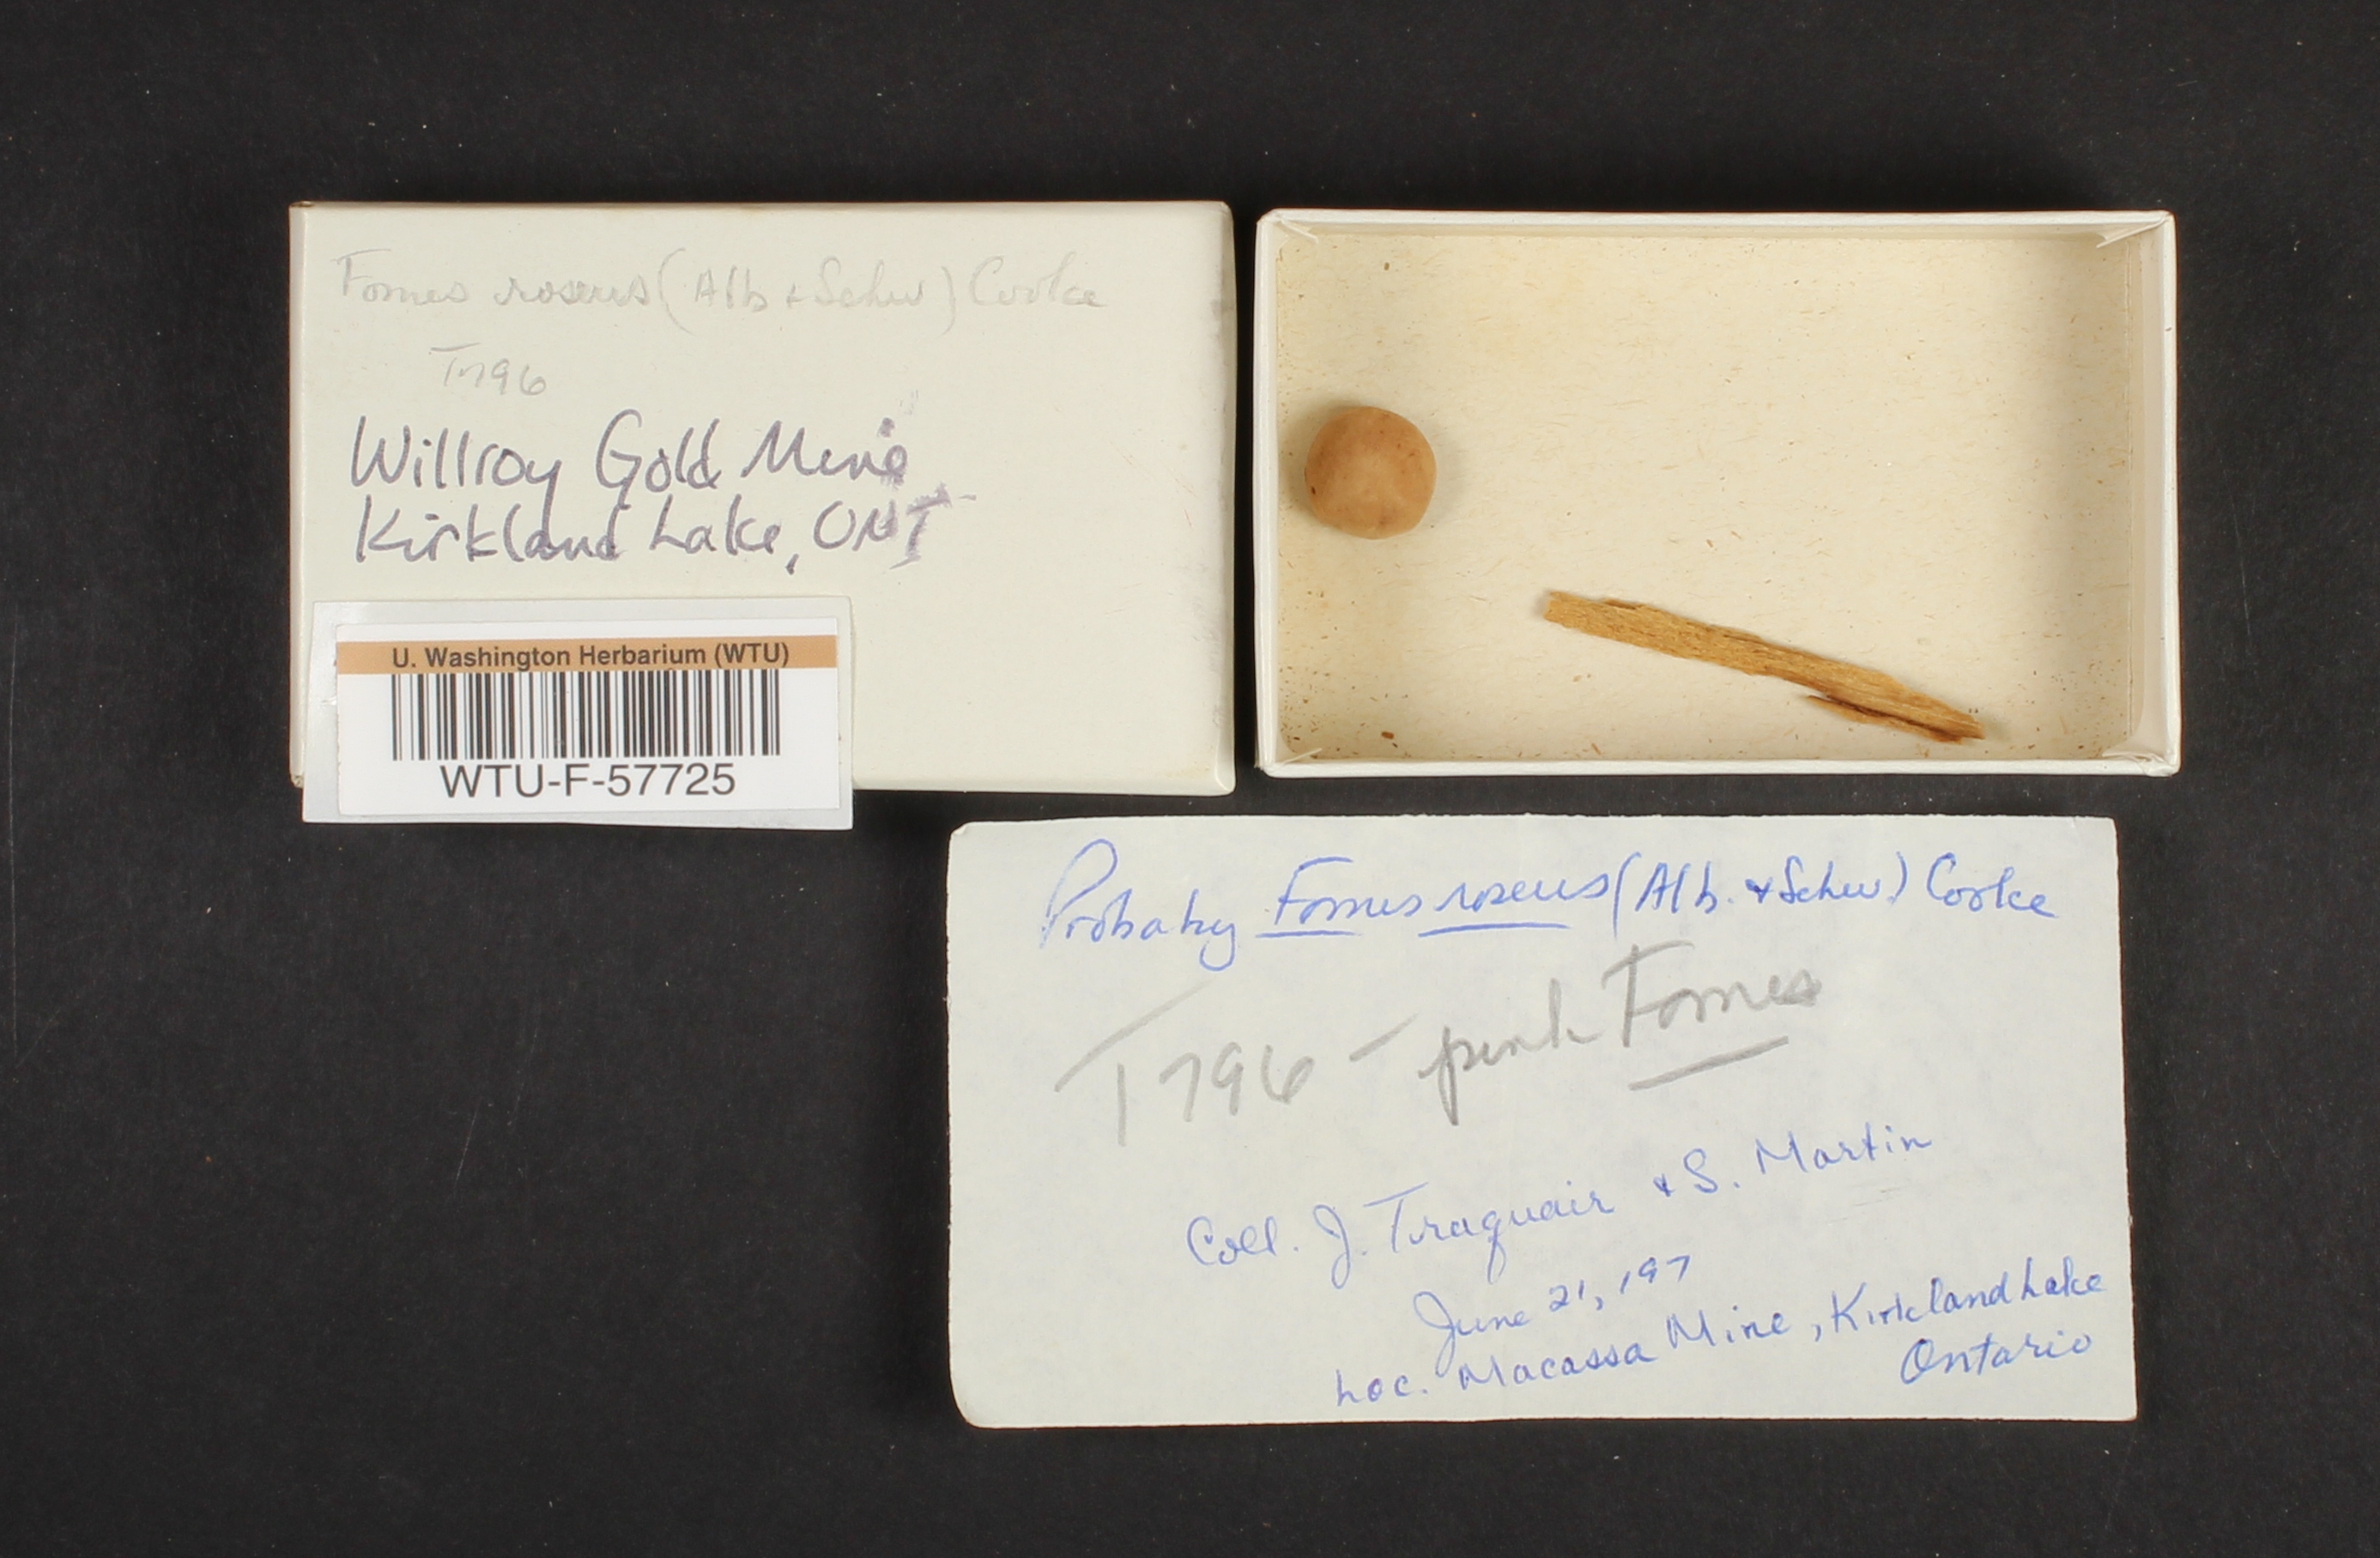 Fomes roseus (Alb & Schw) Cooke
T796
Willroy Gold Mine
Kirkland Lake, ONT
U. Washington Herbarium (WTU)
WTU-F-57725
Probaby Fomes roseus (Alb. & Schw.) Cooke
T796 - pink Fomes
Coll. J. Traquair & S. Martin
June 21, 197
Loc. Macassa Mine, Kirkland Lake
Ontario